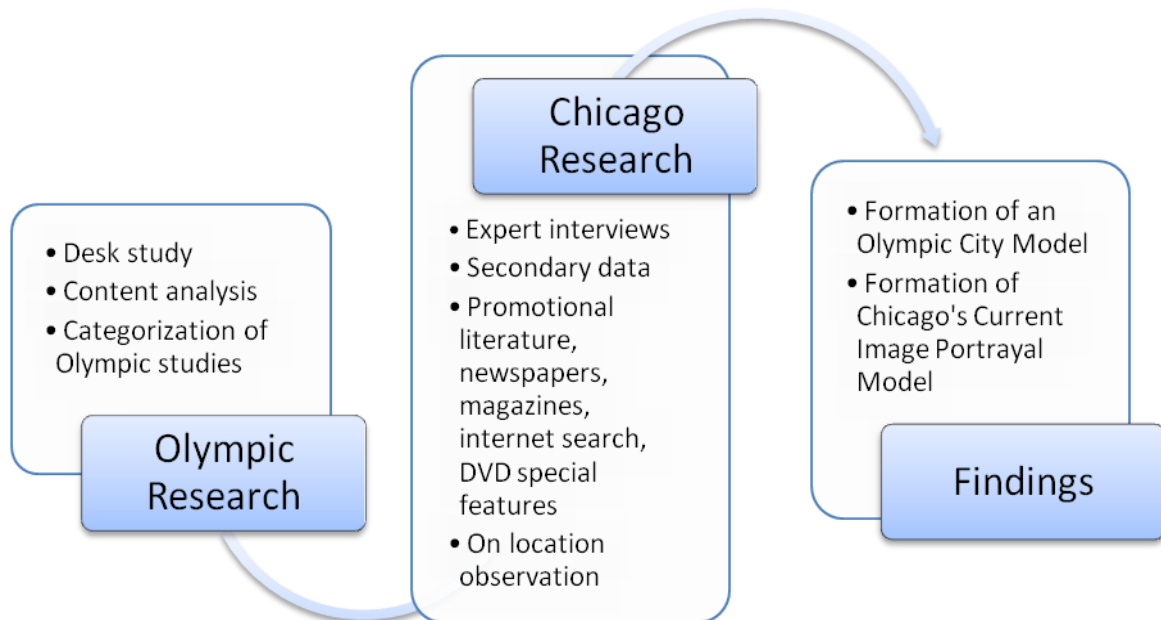 • Desk study
• Content analysis
• Categorization of
Olympic studies
Olympic
Research
Chicago
Research
• Expert interviews
• Secondary data
• Promotional
literature,
newspapers,
magazines,
internet search,
DVD special
features
• On location
observation
• Formation of an
Olympic City Model
• Formation of
Chicago's Current
Image Portrayal
Model
Findings